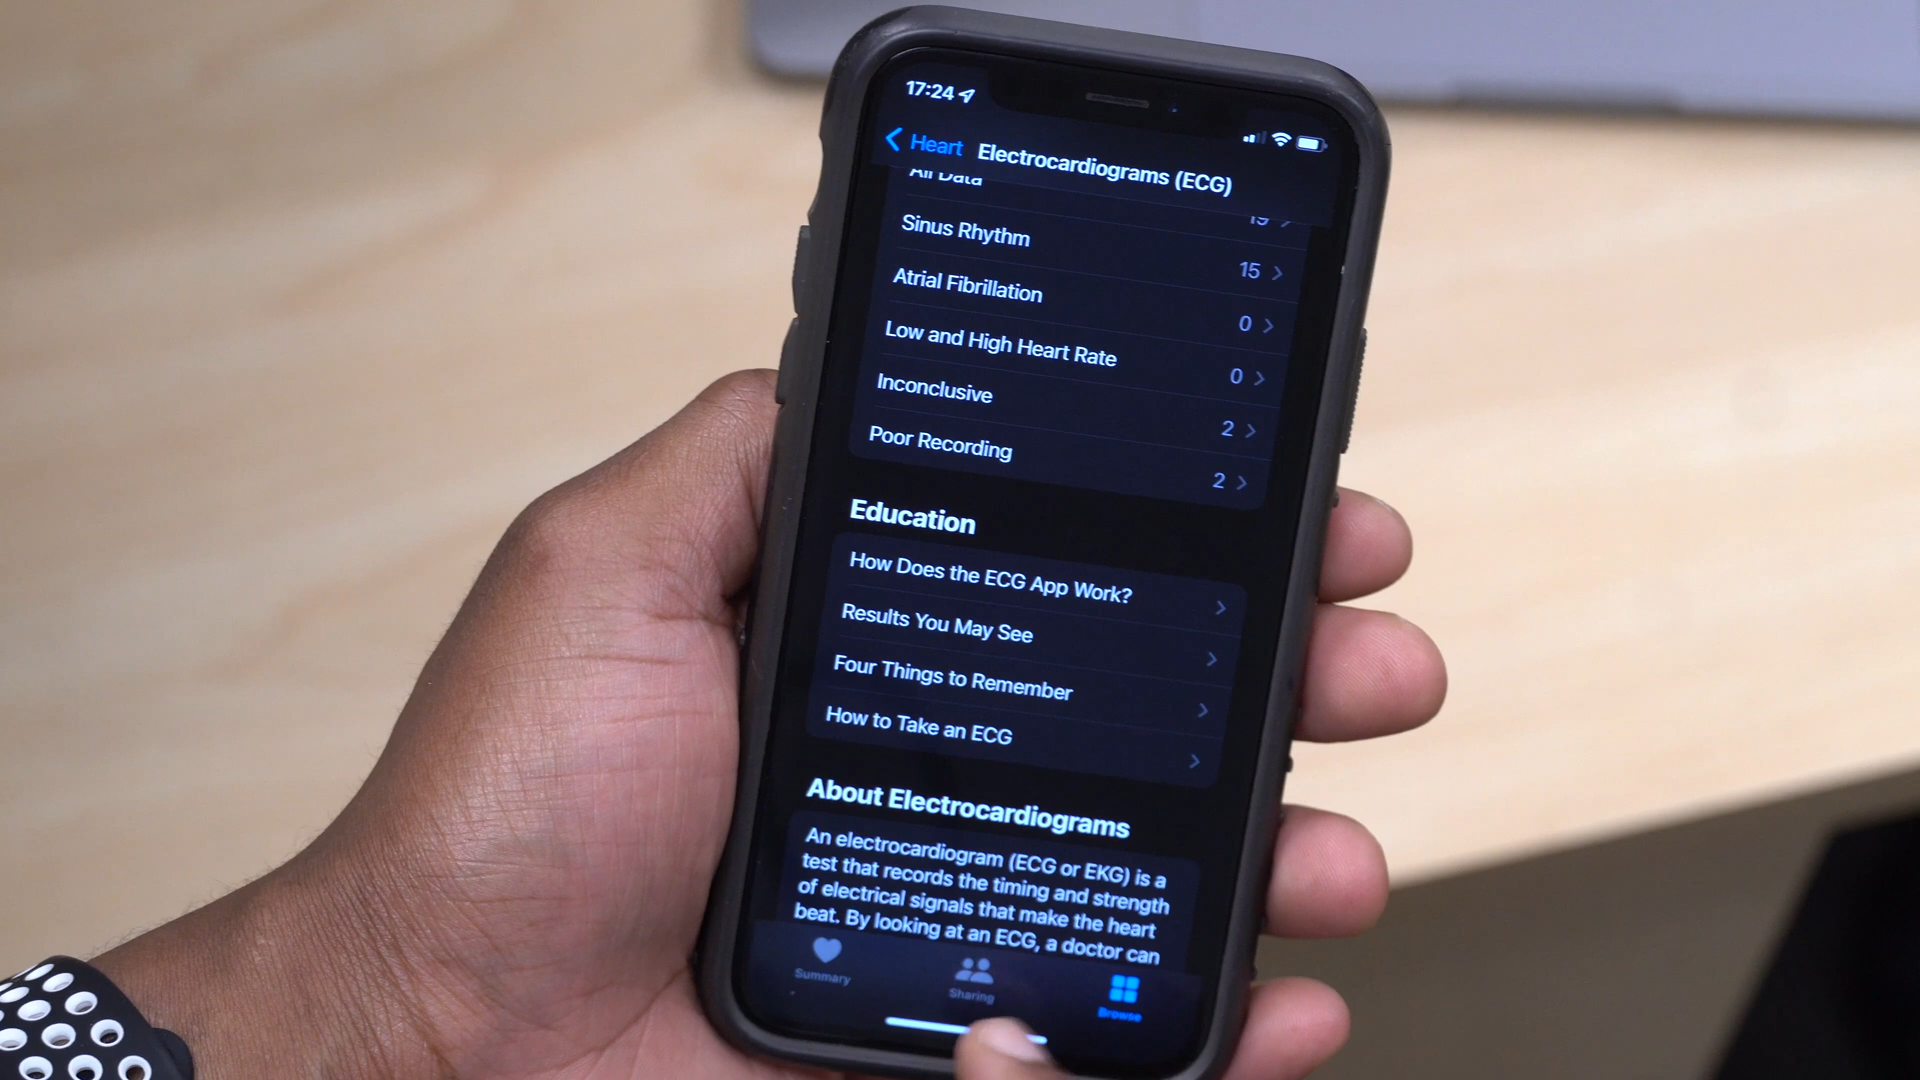 17:24
Heart Electrocardiograms (ECG)
All Data 19
Sinus Rhythm 15
Atrial Fibrillation 0
Low and High Heart Rate 0
Inconclusive 2
Poor Recording 2
Education
How Does the ECG App Work?
Results You May See
Four Things to Remember
How to Take an ECG
About Electrocardiograms
An electrocardiogram (ECG or EKG) is a
test that records the timing and strength
of electrical signals that make the heart
beat. By looking at an ECG, a doctor can
Summary Sharing Browse